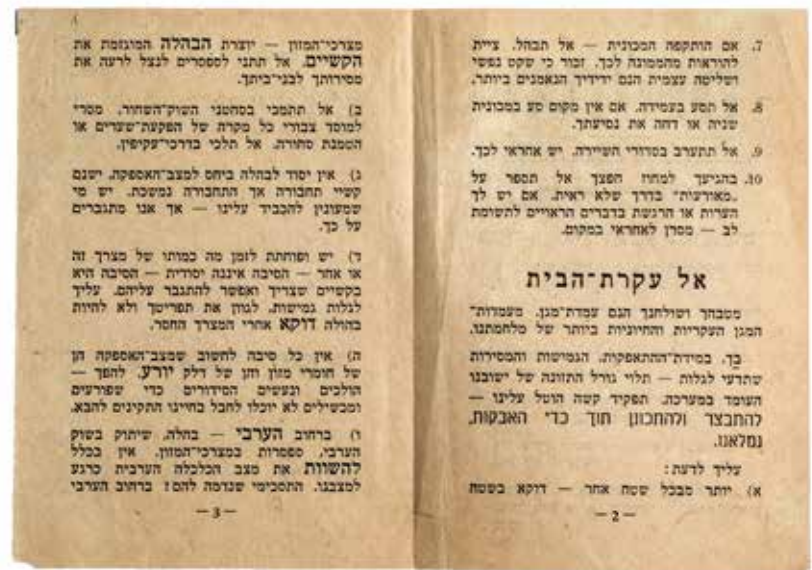 7. אם הותקפה המכונית — אל תבהל. ציית
להוראות מהממונה לכך. זכור כי שקט נפשי
ושליטה עצמית הנם ידידיך הנאמנים ביותר.
8. אל תסע בעמידה. אם אין מקום סע במכונית
שניה או דחה את נסיעתך.
9. אל תתערב בסדורי השיירה. יש אחראי לכך.
10. בהגיעך למחוז חפצך אל תספר על
„מאורעות" בדרך שלא ראית. אם יש לך
הערות או הרגשת בדברים הראויים לתשומת
לב — מסרן לאחראי במקום.
אל עקרת־הבית
מטבחך ושולחנך הנם עמדת־מגן. מעמדות־
המגן העקריות והחיוניות ביותר של מלחמתנו.
בך. במידת־ההתאפקות. הגמישות והמסירות
שתדעי לגלות — תלוי גורל התזונה של ישובנו
העומד במערכה. תפקיד קשה הוטל עלינו —
להתבצר ולהתכונן תוך כדי האבקות.
נמלאנו.
עליך לדעת:
א) יותר מבכל שטח אחר — דוקא בשטח
— 2 —
מצרכי־המזון — יוצרת הבהלה המוגזמת את
הקשיים. אל תתני לספסרים לנצל לרעה את
מסירותך לבני־ביתך.
ב) אל תתמכי בסחטני השוק־השחור. מסרי
למוסד צבורי כל מקרה של הפקעת־שערים או
הטמנת סחורה. אל תלכי בדרכי־עקיפין.
ג) אין יסוד לבהלה ביחס למצב־האספקה. ישנם
קשיי תחבורה אך התחבורה נמשכת. יש מי
שמעונין להכביד עלינו — אך אנו מתגברים
על כך.
ד) יש ופוחתת לזמן מה כמותו של מצרך זה
או אחר — הסיבה איננה יסודית — הסיבה היא
בקשיים שצריך ואפשר להתגבר עליהם. עליך
לגלות גמישות. לגוון את תפריטך ולא להיות
בהולה דוקא אחרי המצרך החסר.
ה) אין כל סיבה לחשוב שמצב־האספקה הן
של חומרי מזון והן של דלק יורע. להפך —
הולכים ונעשים הסידורים כדי שפורעים
ומכשילים לא יוכלו לחבל בחיינו התקינים להבא.
ו) ברחוב הערבי — בהלה. שיתוק בשוק
הערבי. ספסרות במצרכי־המזון. אין בכלל
להשוות את מצב הכלכלה הערבית כרגע
למצבנו. התסכימי שנדמה להם? ברחוב הערבי
— 3 —